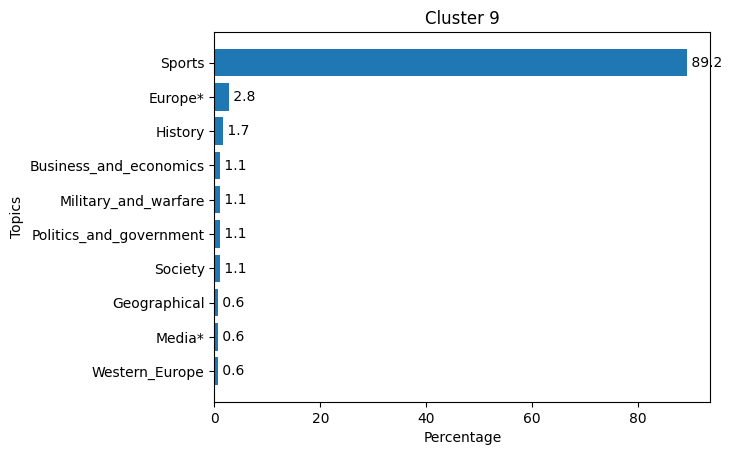 Cluster 9
Topics
Sports 89.2
Europe* 2.8
History 1.7
Business_and_economics 1.1
Military_and_warfare 1.1
Politics_and_government 1.1
Society 1.1
Geographical 0.6
Media* 0.6
Western_Europe 0.6
0 20 40 60 80
Percentage